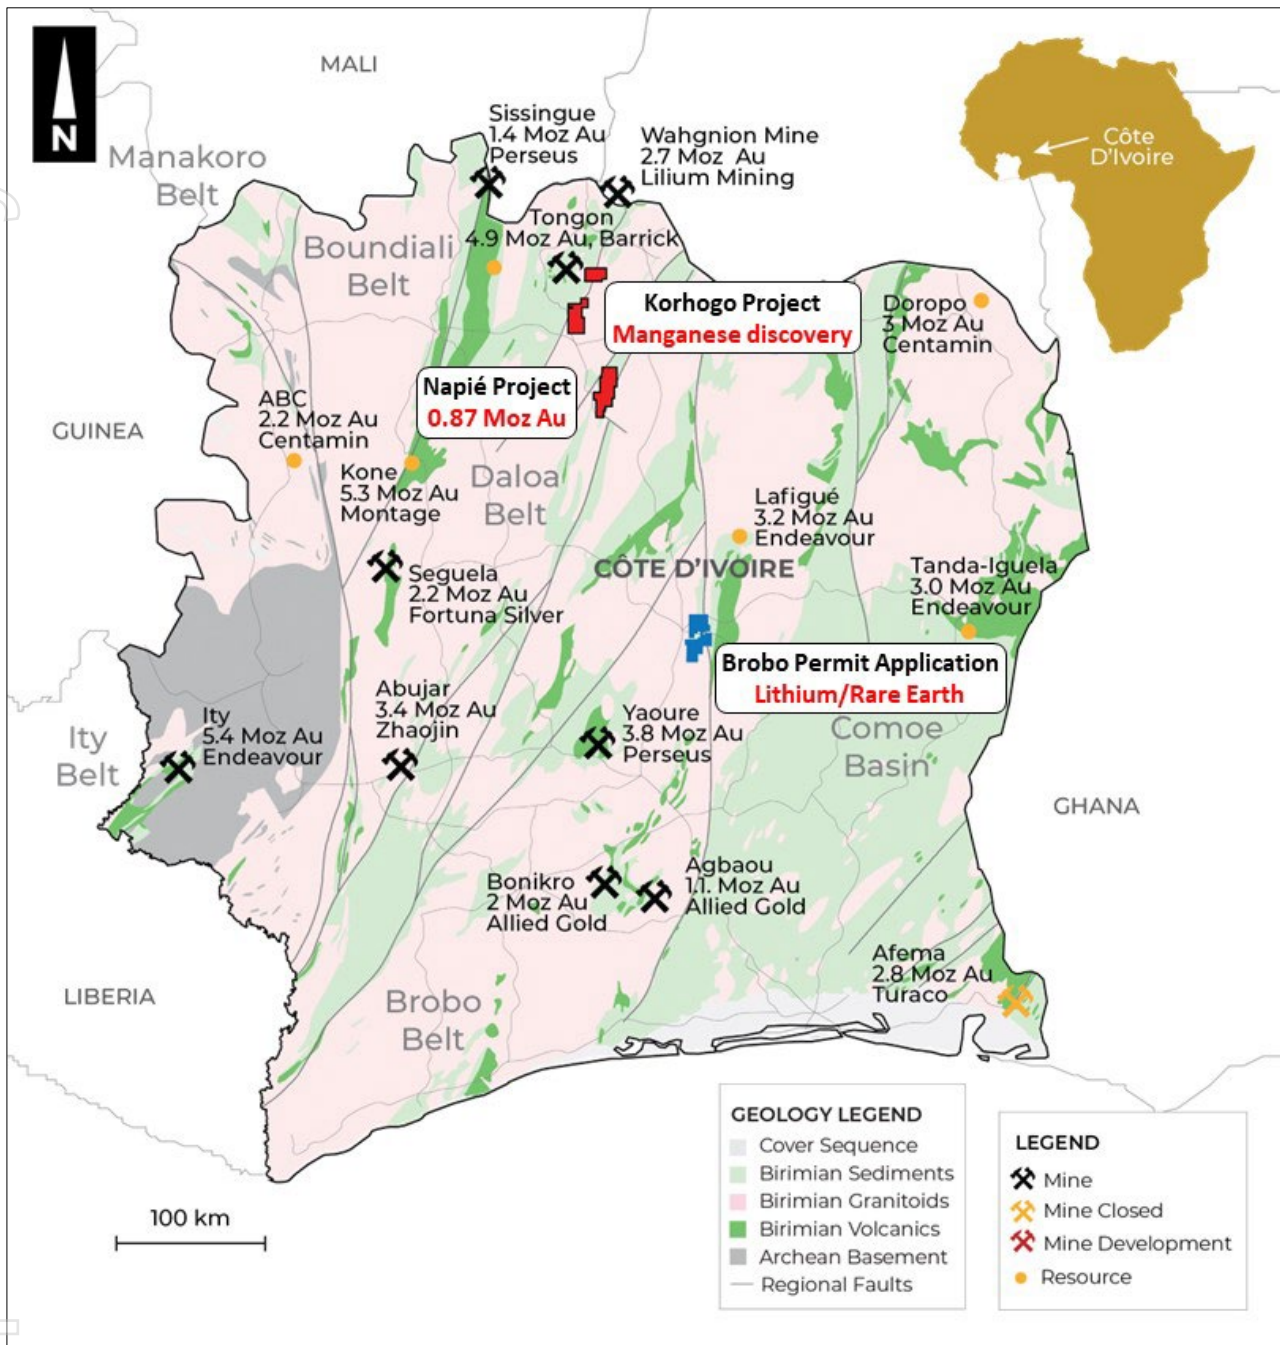 MALI
N
Manakoro
Belt
Sissingue
1.4 Moz Au
Perseus
Wahgnion Mine
2.7 Moz Au
Lilium Mining
Côte
D'Ivoire
Boundiali
Belt
Tongon
4.9 Moz Au, Barrick
Korhogo Project
Manganese discovery
Doropo
3 Moz Au
Centamin
Napié Project
0.87 Moz Au
GUINEA
ABC
2.2 Moz Au
Centamin
Kone
5.3 Moz Au
Montage
Daloa
Belt
Lafigué
3.2 Moz Au
Endeavour
CÔTE D'IVOIRE
Seguela
2.2 Moz Au
Fortuna Silver
Tanda-Iguela
3.0 Moz Au
Endeavour
Brobo Permit Application
Lithium/Rare Earth
Abujar
3.4 Moz Au
Zhaojin
Ity
5.4 Moz Au
Endeavour
Ity
Belt
Yaoure
3.8 Moz Au
Perseus
Comoe
Basin
GHANA
Bonikro
2 Moz Au
Allied Gold
Agbaou
1.1. Moz Au
Allied Gold
Afema
2.8 Moz Au
Turaco
LIBERIA
Brobo
Belt
100 km
GEOLOGY LEGEND
Cover Sequence
Birimian Sediments
Birimian Granitoids
Birimian Volcanics
Archean Basement
Regional Faults
LEGEND
Mine
Mine Closed
Mine Development
Resource